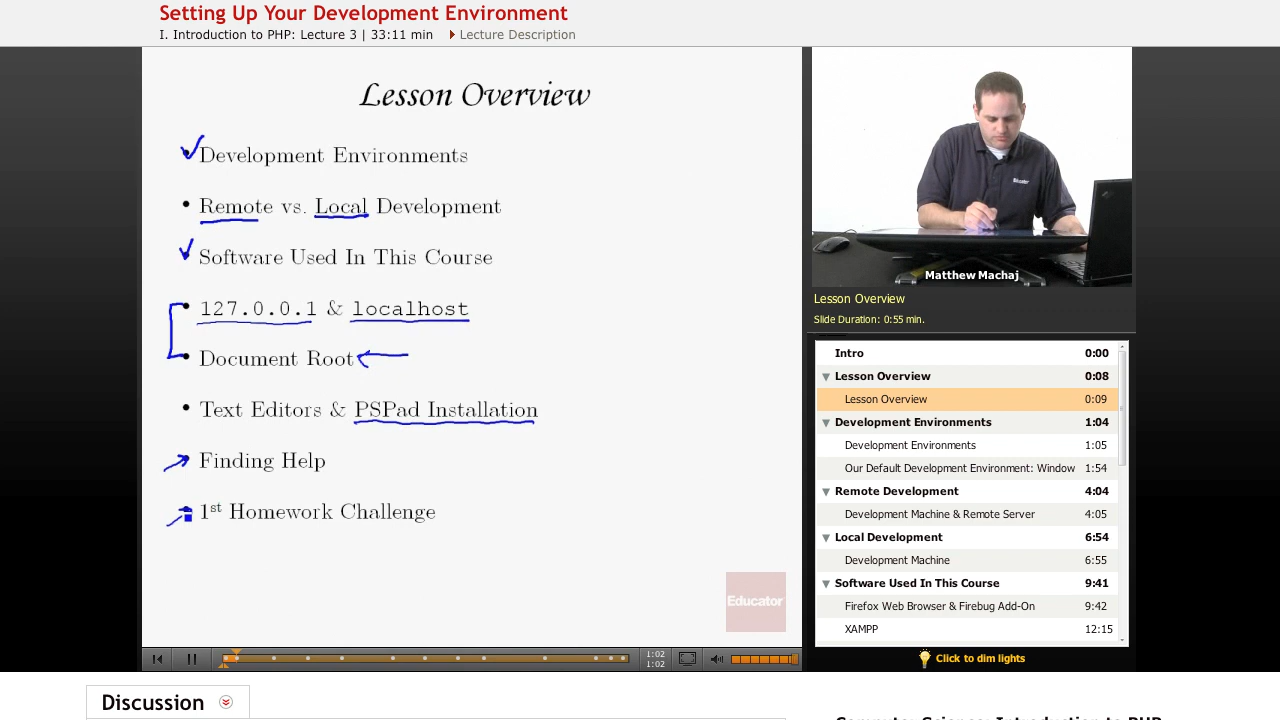 Setting Up Your Development Environment
I. Introduction to PHP: Lecture 3 | 33:11 min Lecture Description
Lesson Overview
• Development Environments
• Remote vs. Local Development
Software Used In This Course
• 127.0.0.1 & localhost
• Document Root
• Text Editors & PSPad Installation
Finding Help
1st Homework Challenge
Educator
1:02
1:02
Matthew Machaj
Lesson Overview
Slide Duration: 0:55 min.
Intro 0:00
Lesson Overview 0:08
Lesson Overview 0:09
Development Environments 1:04
Development Environments 1:05
Our Default Development Environment: Window 1:54
Remote Development 4:04
Development Machine & Remote Server 4:05
Local Development 6:54
Development Machine 6:55
Software Used In This Course 9:41
Firefox Web Browser & Firebug Add-On 9:42
XAMPP 12:15
Click to dim lights
Discussion
Computer Science: Introduction to PHP